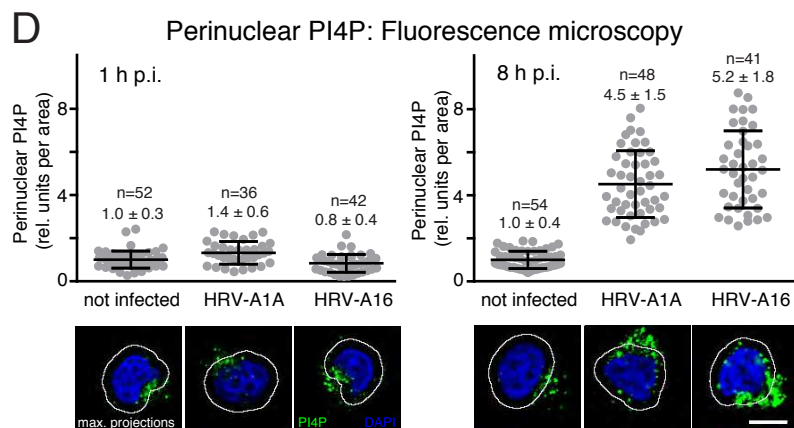 D
Perinuclear PI4P: Fluorescence microscopy
Perinuclear PI4P
(rel. units per area)
8
4
0
1 h p.i.
n=52
1.0 ± 0.3
n=36
1.4 ± 0.6
n=42
0.8 ± 0.4
not infected
HRV-A1A
HRV-A16
Perinuclear PI4P
(rel. units per area)
8
4
0
8 h p.i.
n=54
1.0 ± 0.4
n=48
4.5 ± 1.5
n=41
5.2 ± 1.8
not infected
HRV-A1A
HRV-A16
max. projections
PI4P
DAPI